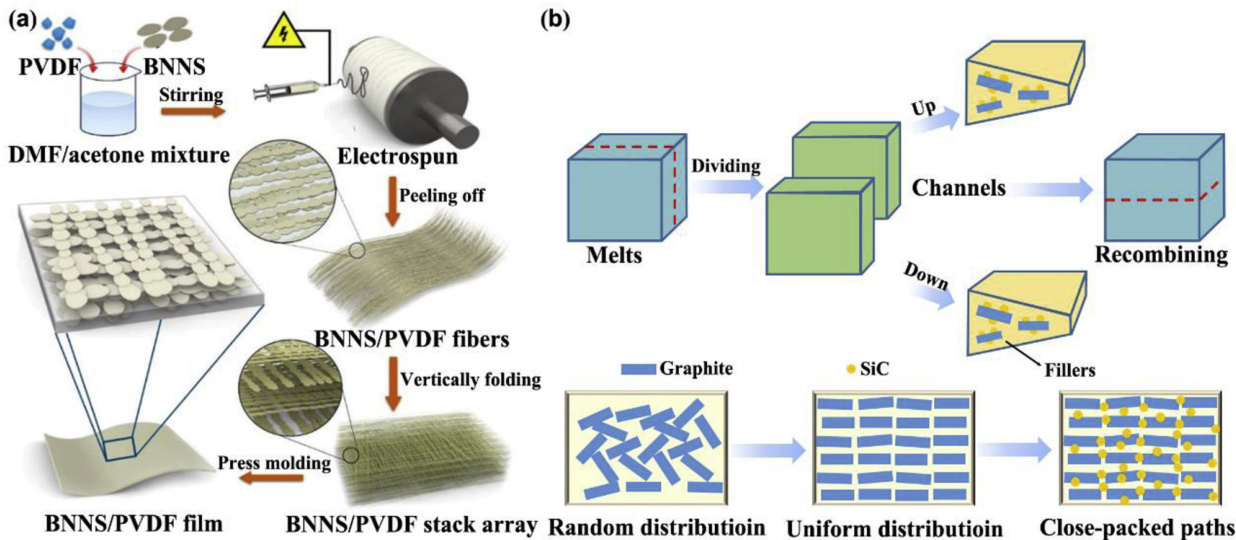 (a)
PVDF
BNNS
Stirring
DMF/acetone mixture
Electrospun
Peeling off
BNNS/PVDF fibers
Vertically folding
Press molding
BNNS/PVDF film
BNNS/PVDF stack array
(b)
Melts
Dividing
Up
Channels
Down
Recombining
Fillers
Graphite
SiC
Random distributioin
Uniform distributioin
Close-packed paths